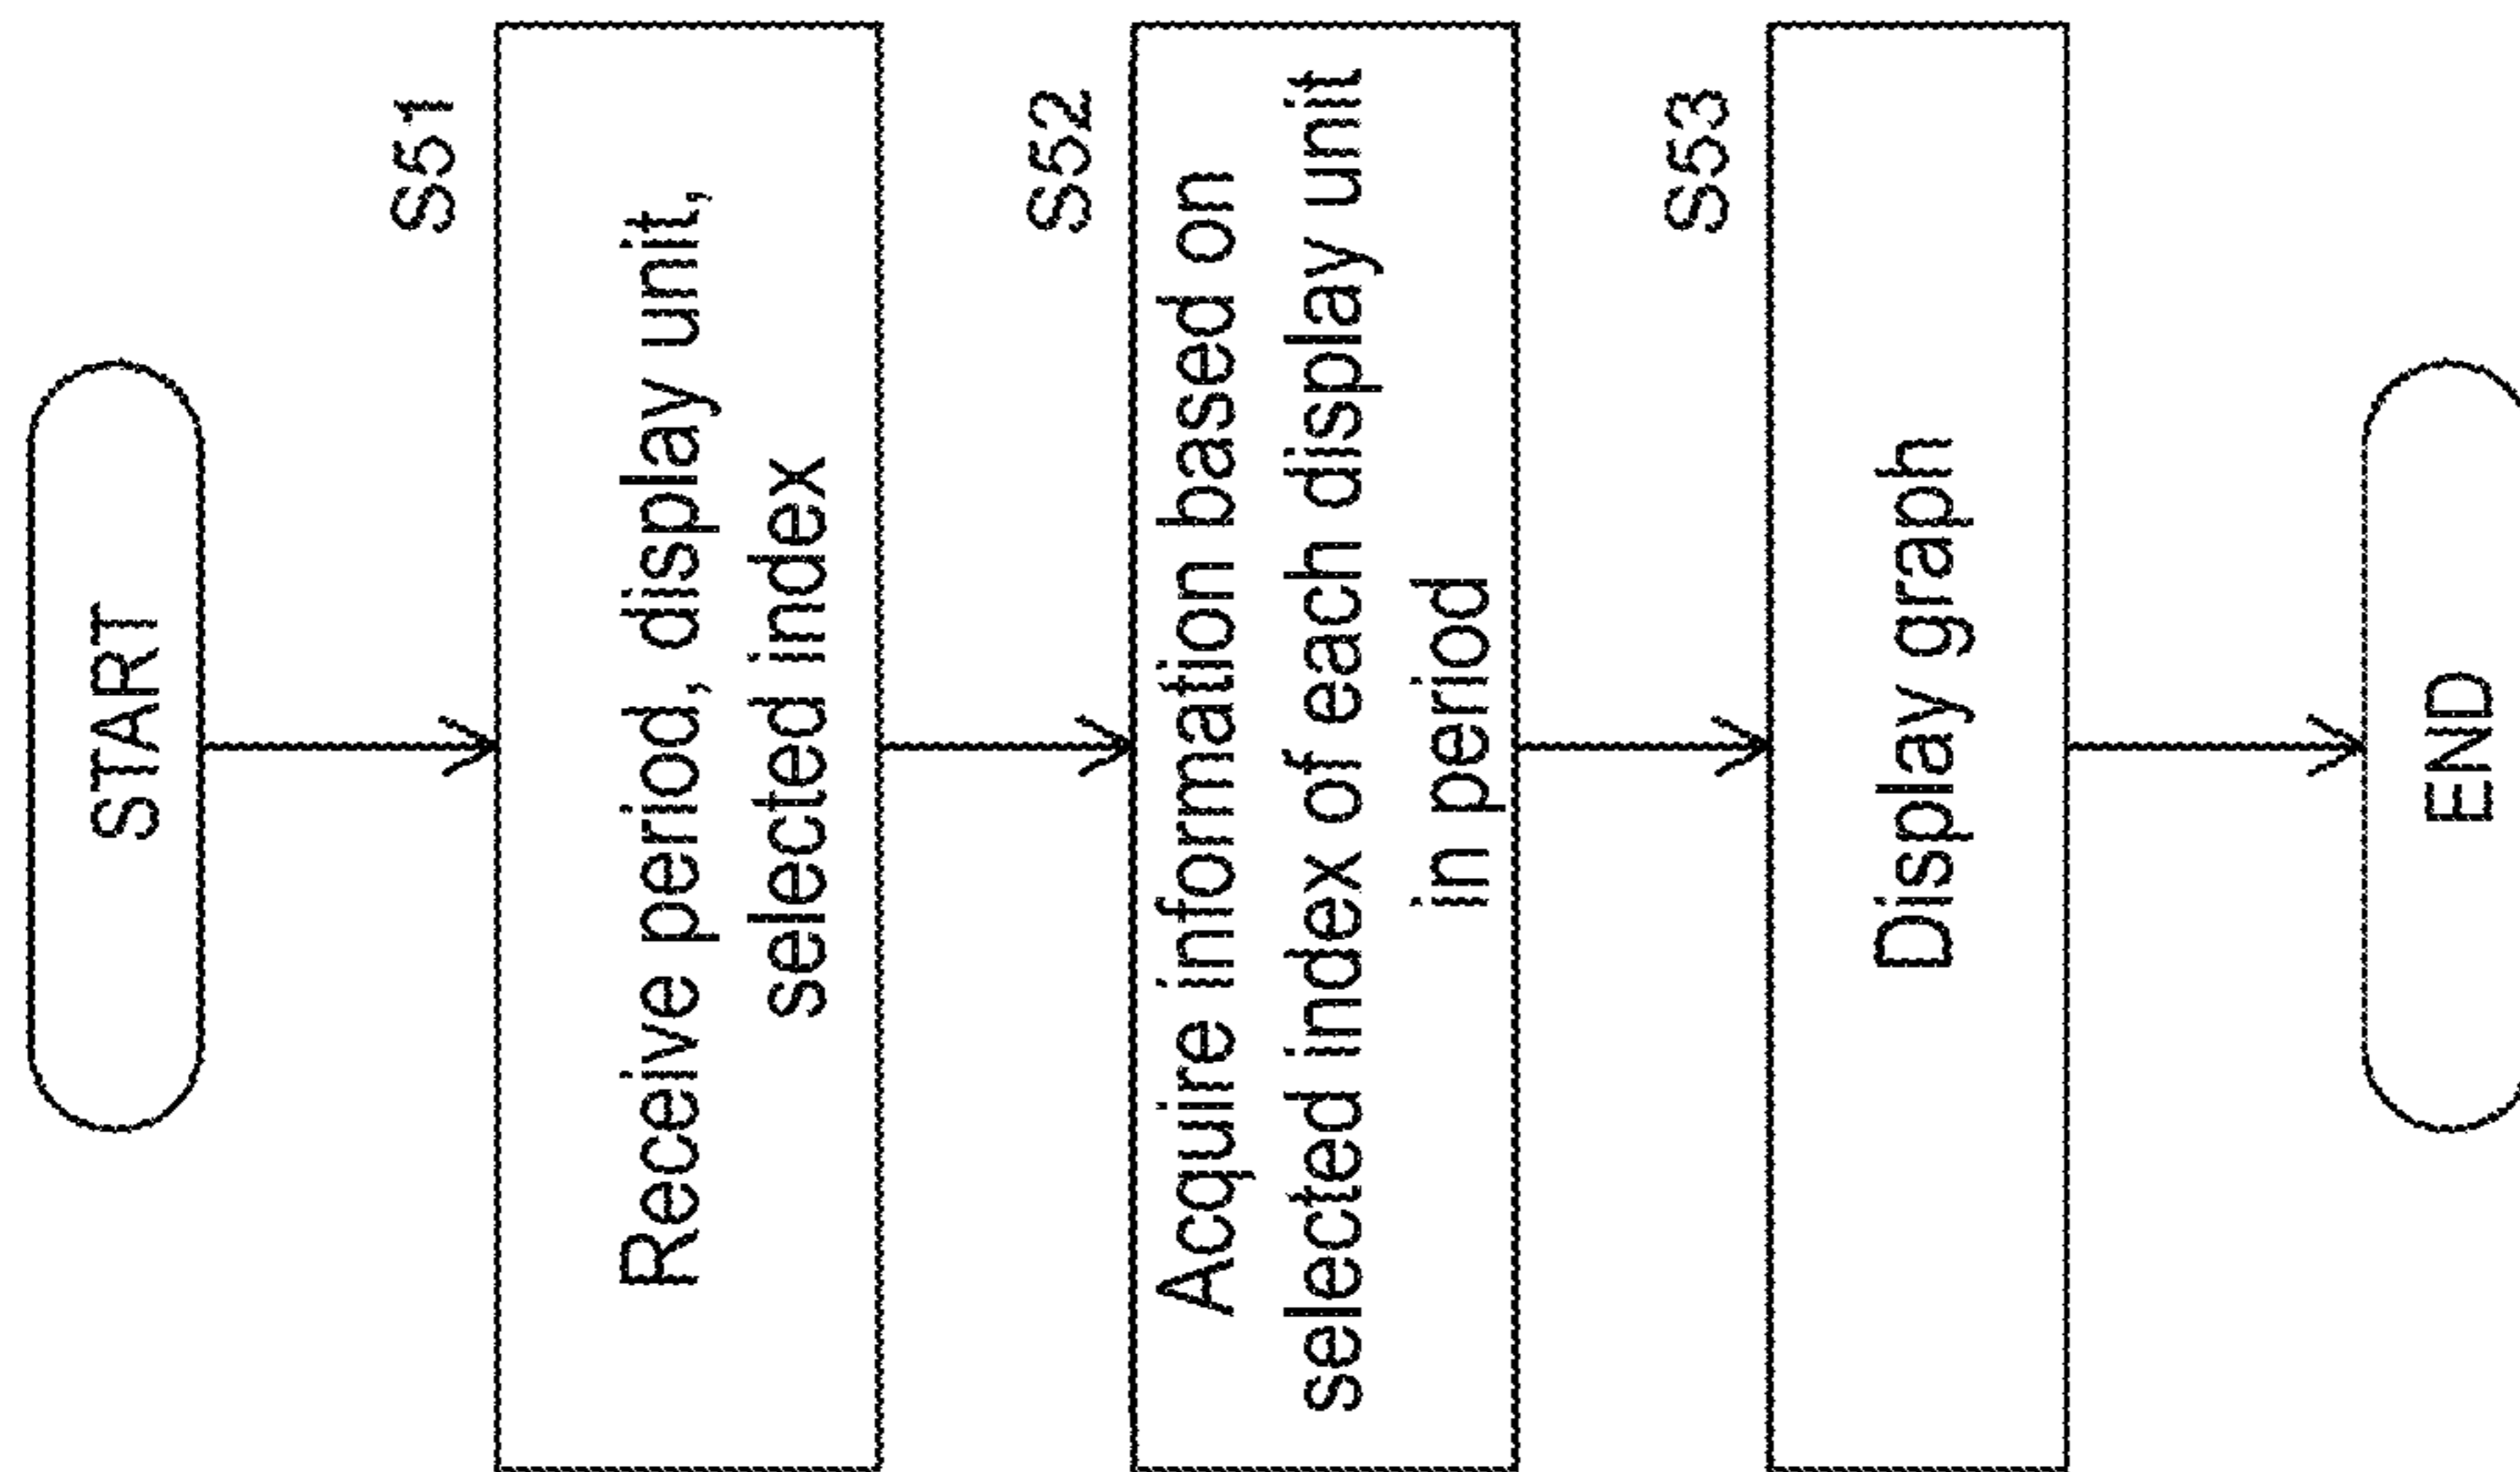 START
S51
Receive period, display unit,
selected index
S52
Acquire information based on
selected index of each display unit
in period
S53
Display graph
END